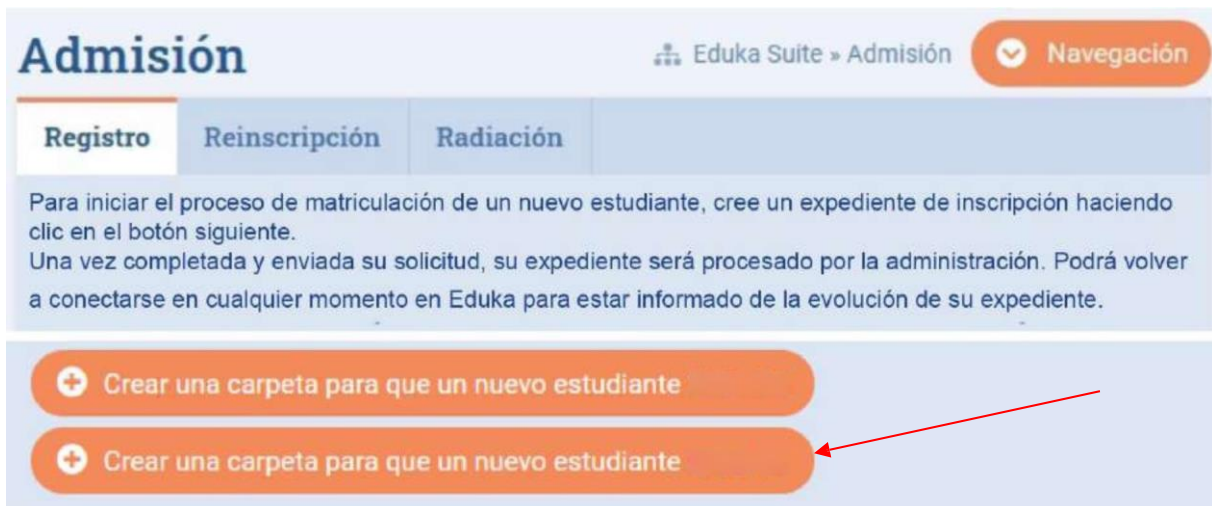 Admisión
Eduka Suite » Admisión
Navegación
Registro Reinscripción Radiación
Para iniciar el proceso de matriculación de un nuevo estudiante, cree un expediente de inscripción haciendo
clic en el botón siguiente.
Una vez completada y enviada su solicitud, su expediente será procesado por la administración. Podrá volver
a conectarse en cualquier momento en Eduka para estar informado de la evolución de su expediente.
Crear una carpeta para que un nuevo estudiante
Crear una carpeta para que un nuevo estudiante